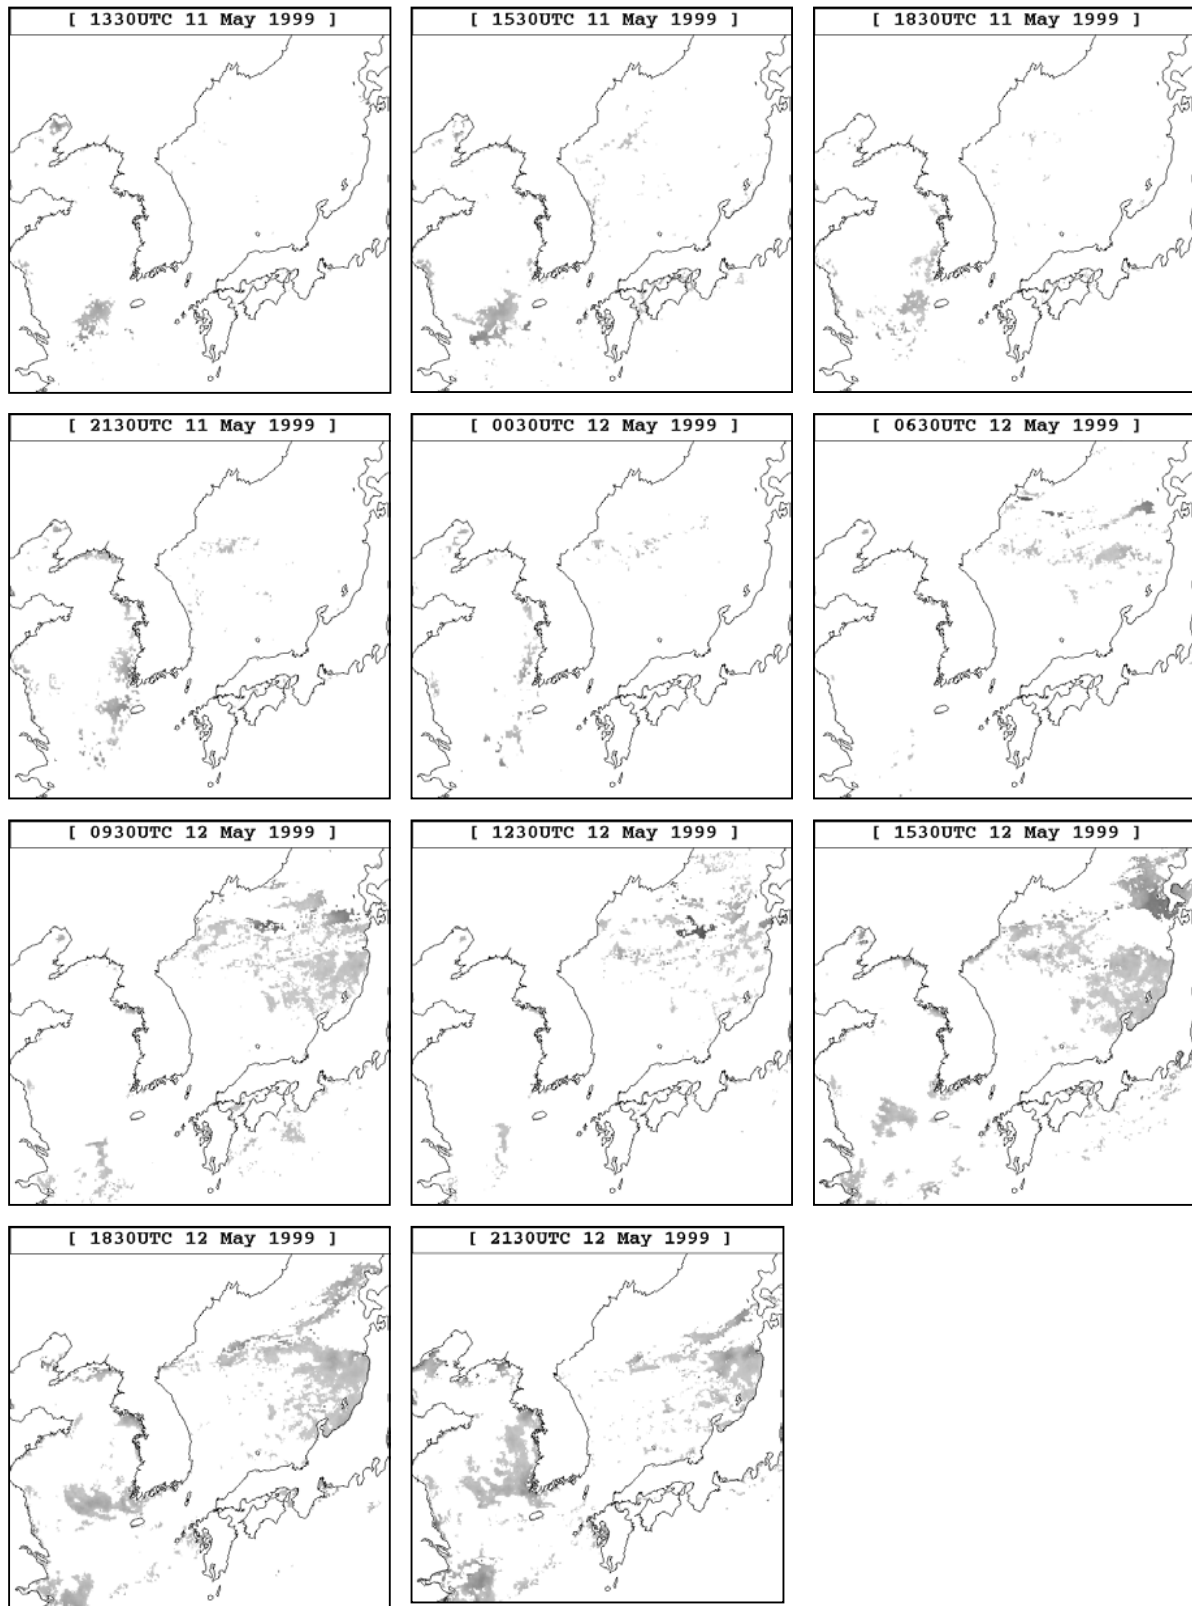 [ 1330UTC 11 May 1999 ]
[ 1530UTC 11 May 1999 ]
[ 1830UTC 11 May 1999 ]
[ 2130UTC 11 May 1999 ]
[ 0030UTC 12 May 1999 ]
[ 0630UTC 12 May 1999 ]
[ 0930UTC 12 May 1999 ]
[ 1230UTC 12 May 1999 ]
[ 1530UTC 12 May 1999 ]
[ 1830UTC 12 May 1999 ]
[ 2130UTC 12 May 1999 ]